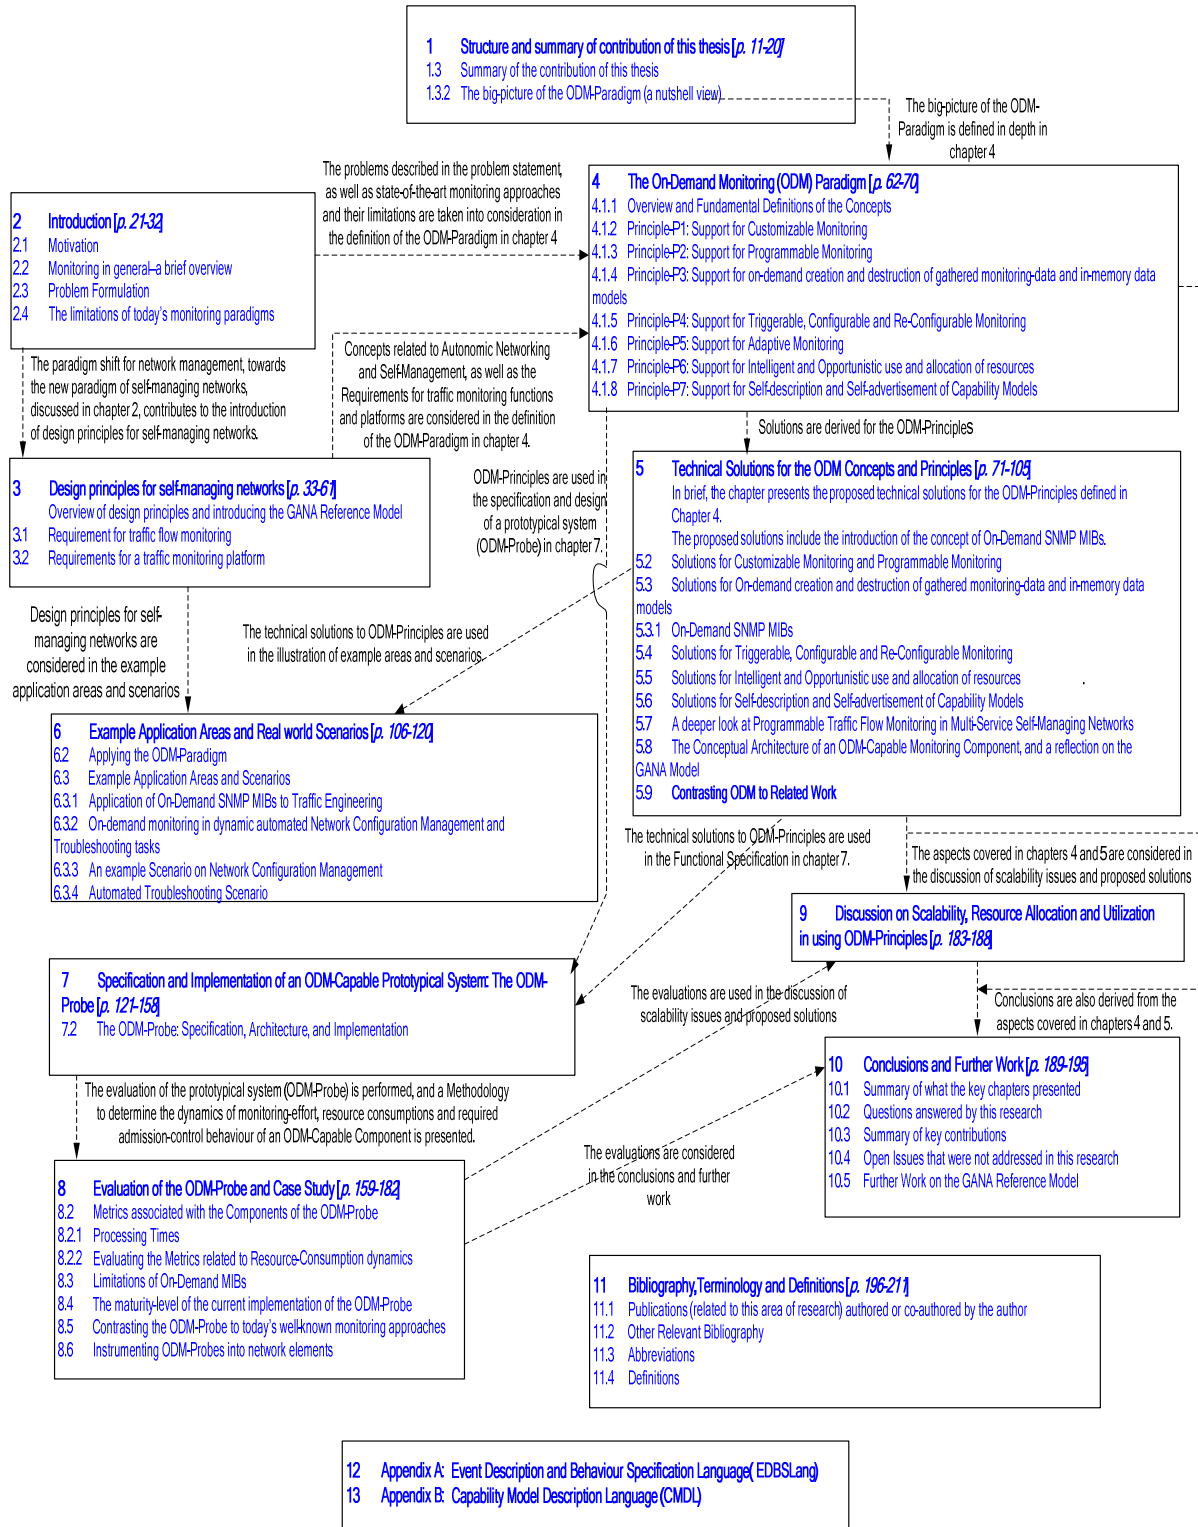 1 Structure and summary of contribution of this thesis [p. 11-20]
1.3 Summary of the contribution of this thesis
1.3.2 The big-picture of the ODM-Paradigm (a nutshell view)
The big-picture of the ODM-
Paradigm is defined in depth in
chapter 4
The problems described in the problem statement,
as well as state-of-the-art monitoring approaches
and their limitations are taken into consideration in
the definition of the ODM-Paradigm in chapter 4
2 Introduction [p. 21-32]
2.1 Motivation
2.2 Monitoring in general–a brief overview
2.3 Problem Formulation
2.4 The limitations of today's monitoring paradigms
4 The On-Demand Monitoring (ODM) Paradigm [p. 62-70]
4.1.1 Overview and Fundamental Definitions of the Concepts
4.1.2 Principle-P1: Support for Customizable Monitoring
4.1.3 Principle-P2: Support for Programmable Monitoring
4.1.4 Principle-P3: Support for on-demand creation and destruction of gathered monitoring-data and in-memory data
models
4.1.5 Principle-P4: Support for Triggerable, Configurable and Re-Configurable Monitoring
4.1.6 Principle-P5: Support for Adaptive Monitoring
4.1.7 Principle-P6: Support for Intelligent and Opportunistic use and allocation of resources
4.1.8 Principle-P7: Support for Self-description and Self-advertisement of Capability Models
The paradigm shift for network management, towards
the new paradigm of self-managing networks,
discussed in chapter 2, contributes to the introduction
of design principles for self-managing networks.
Concepts related to Autonomic Networking
and Self-Management, as well as the
Requirements for traffic monitoring functions
and platforms are considered in the definition
of the ODM-Paradigm in chapter 4.
Solutions are derived for the ODM-Principles
3 Design principles for self-managing networks [p. 33-61]
Overview of design principles and introducing the GANA Reference Model
3.1 Requirement for traffic flow monitoring
3.2 Requirements for a traffic monitoring platform
ODM-Principles are used in
the specification and design
of a prototypical system
(ODM-Probe) in chapter 7.
5 Technical Solutions for the ODM Concepts and Principles [p. 71-105]
In brief, the chapter presents the proposed technical solutions for the ODM-Principles defined in
Chapter 4.
The proposed solutions include the introduction of the concept of On-Demand SNMP MIBs.
5.2 Solutions for Customizable Monitoring and Programmable Monitoring
5.3 Solutions for On-demand creation and destruction of gathered monitoring-data and in-memory data
models
5.3.1 On-Demand SNMP MIBs
5.4 Solutions for Triggerable, Configurable and Re-Configurable Monitoring
5.5 Solutions for Intelligent and Opportunistic use and allocation of resources
5.6 Solutions for Self-description and Self-advertisement of Capability Models
5.7 A deeper look at Programmable Traffic Flow Monitoring in Multi-Service Self-Managing Networks
5.8 The Conceptual Architecture of an ODM-Capable Monitoring Component, and a reflection on the
GANA Model
5.9 Contrasting ODM to Related Work
Design principles for self-
managing networks are
considered in the example
application areas and scenarios
The technical solutions to ODM-Principles are used
in the illustration of example areas and scenarios.
6 Example Application Areas and Real world Scenarios [p. 106-120]
6.2 Applying the ODM-Paradigm
6.3 Example Application Areas and Scenarios
6.3.1 Application of On-Demand SNMP MIBs to Traffic Engineering
6.3.2 On-demand monitoring in dynamic automated Network Configuration Management and
Troubleshooting tasks
6.3.3 An example Scenario on Network Configuration Management
6.3.4 Automated Troubleshooting Scenario
The technical solutions to ODM-Principles are used
in the Functional Specification in chapter 7.
The aspects covered in chapters 4 and 5 are considered in
the discussion of scalability issues and proposed solutions
9 Discussion on Scalability, Resource Allocation and Utilization
in using ODM-Principles [p. 183-188]
7 Specification and Implementation of an ODM-Capable Prototypical System: The ODM-
Probe [p. 121-158]
7.2 The ODM-Probe: Specification, Architecture, and Implementation
The evaluations are used in the discussion of
scalability issues and proposed solutions
Conclusions are also derived from the
aspects covered in chapters 4 and 5.
The evaluation of the prototypical system (ODM-Probe) is performed, and a Methodology
to determine the dynamics of monitoring-effort, resource consumptions and required
admission-control behaviour of an ODM-Capable Component is presented.
10 Conclusions and Further Work [p. 189-195]
10.1 Summary of what the key chapters presented
10.2 Questions answered by this research
10.3 Summary of key contributions
10.4 Open Issues that were not addressed in this research
10.5 Further Work on the GANA Reference Model
The evaluations are considered
in the conclusions and further
work
8 Evaluation of the ODM-Probe and Case Study [p. 159-182]
8.2 Metrics associated with the Components of the ODM-Probe
8.2.1 Processing Times
8.2.2 Evaluating the Metrics related to Resource-Consumption dynamics
8.3 Limitations of On-Demand MIBs
8.4 The maturity-level of the current implementation of the ODM-Probe
8.5 Contrasting the ODM-Probe to today's well-known monitoring approaches
8.6 Instrumenting ODM-Probes into network elements
11 Bibliography,Terminology and Definitions [p. 196-211]
11.1 Publications (related to this area of research) authored or co-authored by the author
11.2 Other Relevant Bibliography
11.3 Abbreviations
11.4 Definitions
12 Appendix A: Event Description and Behaviour Specification Language( EDBSLang)
13 Appendix B: Capability Model Description Language (CMDL)